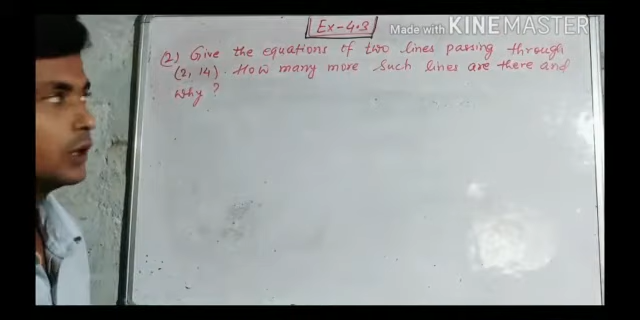 Ex-4.3
Made with KINEMASTER
(2) Give the equations of two lines passing through
(2, 14). How many more such lines are there and
why?